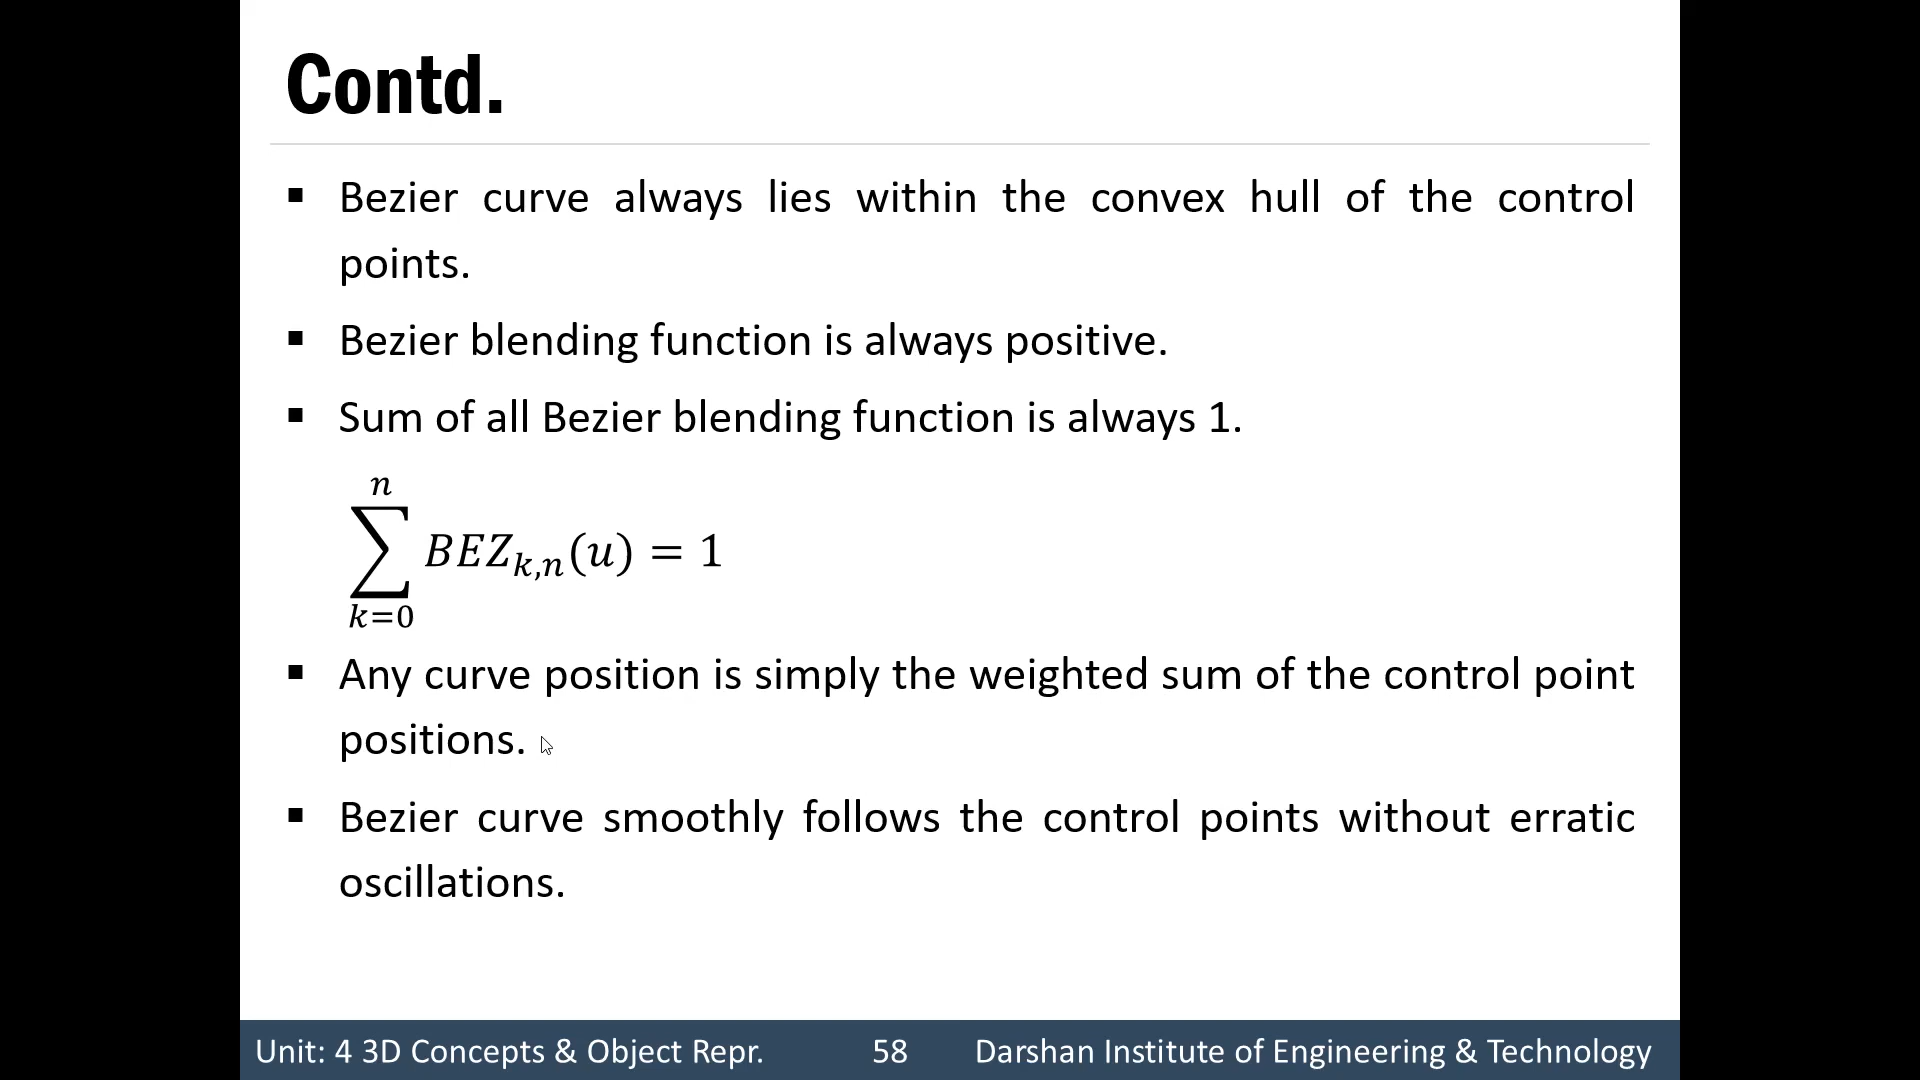 Contd.
▪ Bezier curve always lies within the convex hull of the control
points.
▪ Bezier blending function is always positive.
▪ Sum of all Bezier blending function is always 1.
n
∑ BEZk,n(u) = 1
k=0
▪ Any curve position is simply the weighted sum of the control point
positions.
▪ Bezier curve smoothly follows the control points without erratic
oscillations.
Unit: 4 3D Concepts & Object Repr. 58 Darshan Institute of Engineering & Technology